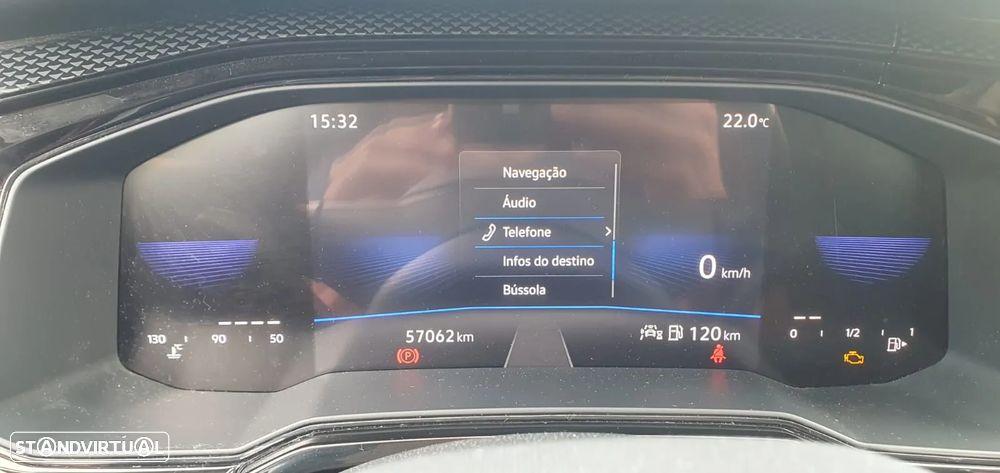 15:32
22.0°C
Navegação
Áudio
Telefone
Infos do destino
Bússola
0 km/h
130 90 50
57062 km
120 km
0 1/2 1
P
STANDVIRTUAL